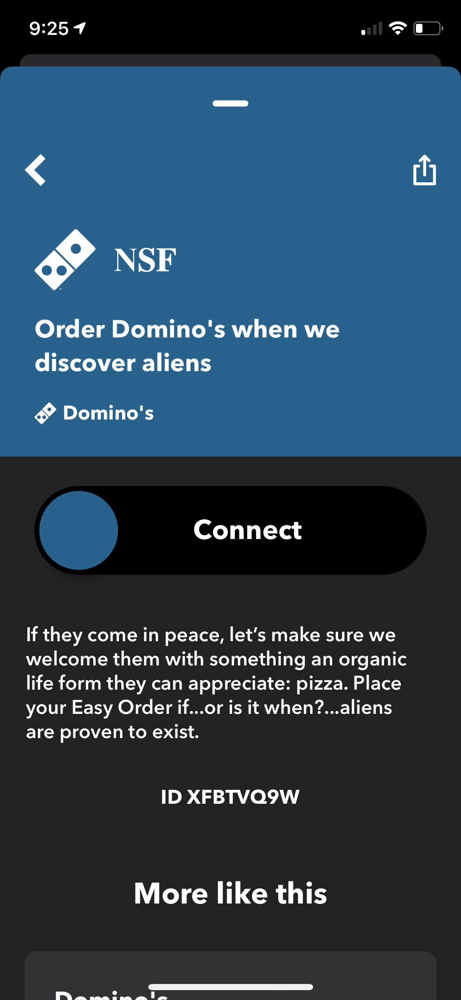 9:25
NSF
Order Domino's when we
discover aliens
Domino's
Connect
If they come in peace, let’s make sure we
welcome them with something an organic
life form they can appreciate: pizza. Place
your Easy Order if...or is it when?...aliens
are proven to exist.
ID XFBTVQ9W
More like this
Domino's